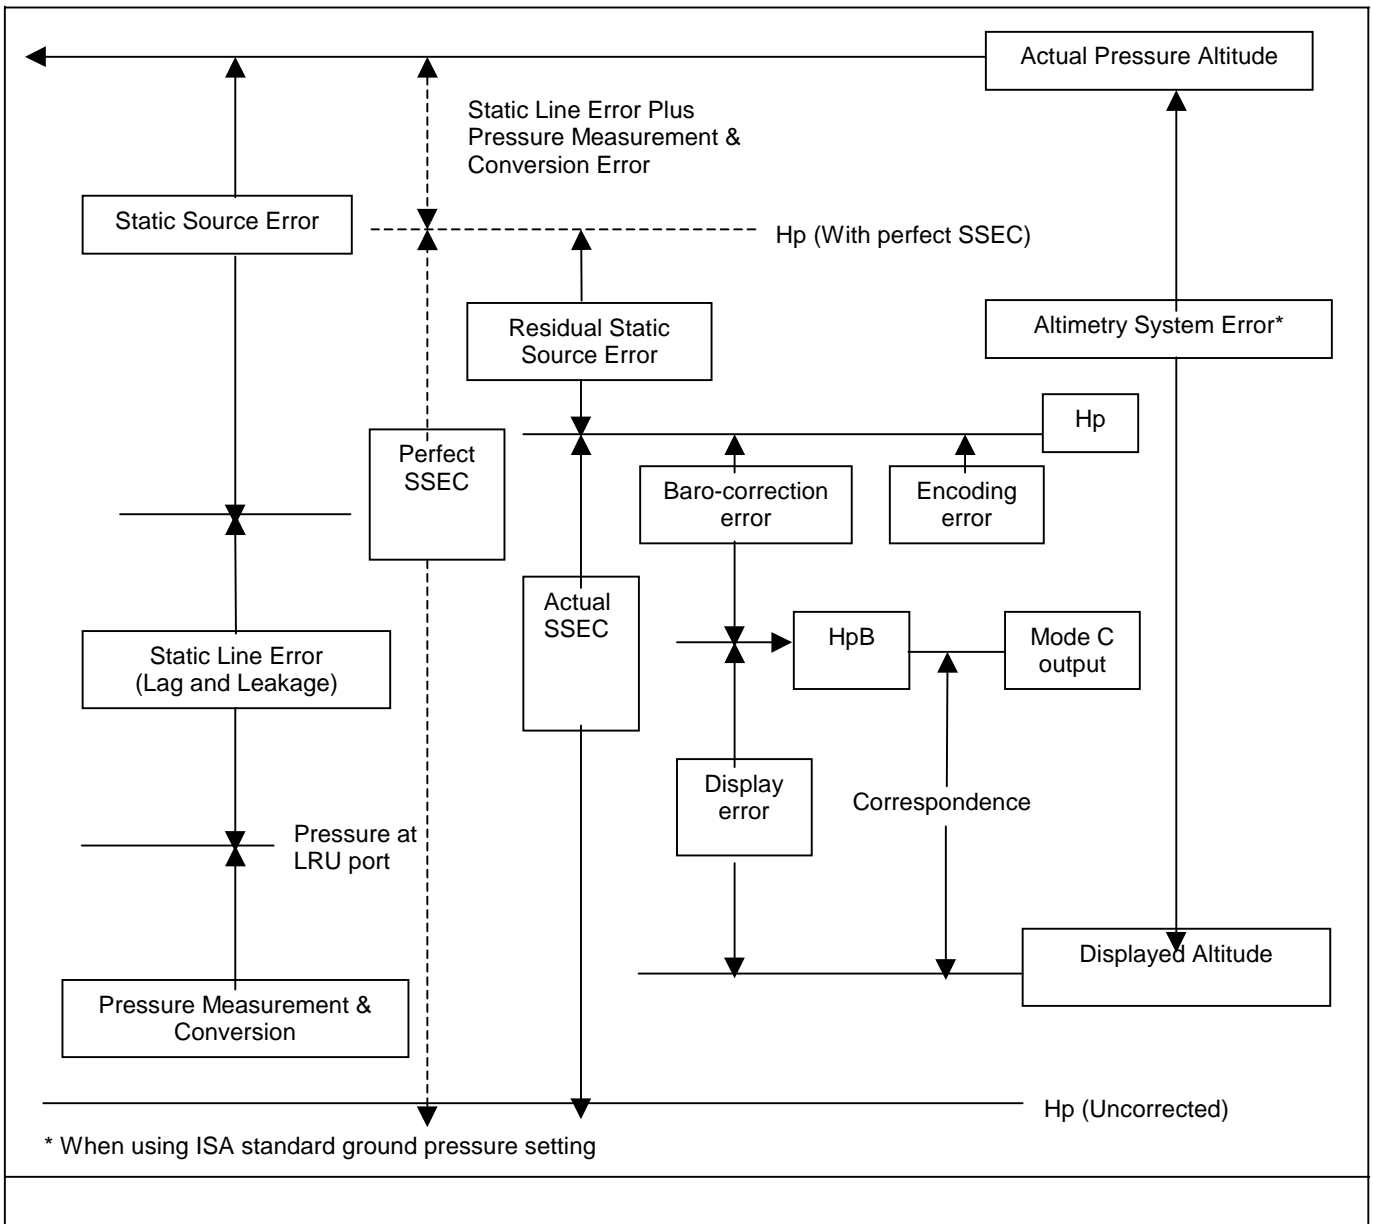 Actual Pressure Altitude
Static Line Error Plus
Pressure Measurement &
Conversion Error
Static Source Error
Hp (With perfect SSEC)
Residual Static
Source Error
Altimetry System Error*
Hp
Perfect
SSEC
Baro-correction
error
Encoding
error
Actual
SSEC
HpB
Mode C
output
Static Line Error
(Lag and Leakage)
Display
error
Correspondence
Pressure at
LRU port
Displayed Altitude
Pressure Measurement &
Conversion
Hp (Uncorrected)
* When using ISA standard ground pressure setting